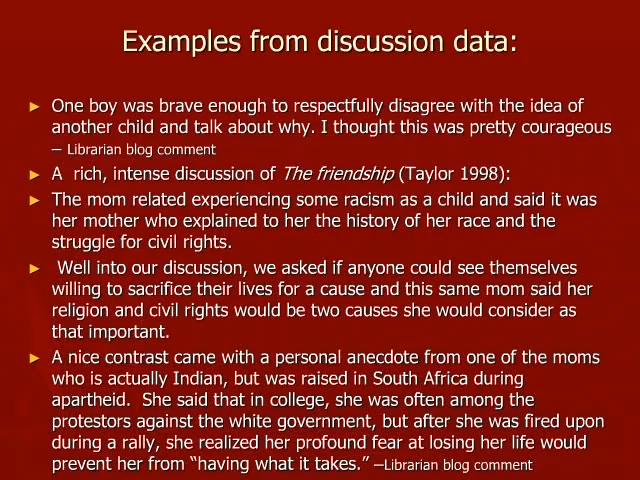 Examples from discussion data:
► One boy was brave enough to respectfully disagree with the idea of
another child and talk about why. I thought this was pretty courageous
– Librarian blog comment
► A  rich, intense discussion of The friendship (Taylor 1998):
► The mom related experiencing some racism as a child and said it was
her mother who explained to her the history of her race and the
struggle for civil rights.
► Well into our discussion, we asked if anyone could see themselves
willing to sacrifice their lives for a cause and this same mom said her
religion and civil rights would be two causes she would consider as
that important.
► A nice contrast came with a personal anecdote from one of the moms
who is actually Indian, but was raised in South Africa during
apartheid.  She said that in college, she was often among the
protestors against the white government, but after she was fired upon
during a rally, she realized her profound fear at losing her life would
prevent her from “having what it takes.” –Librarian blog comment